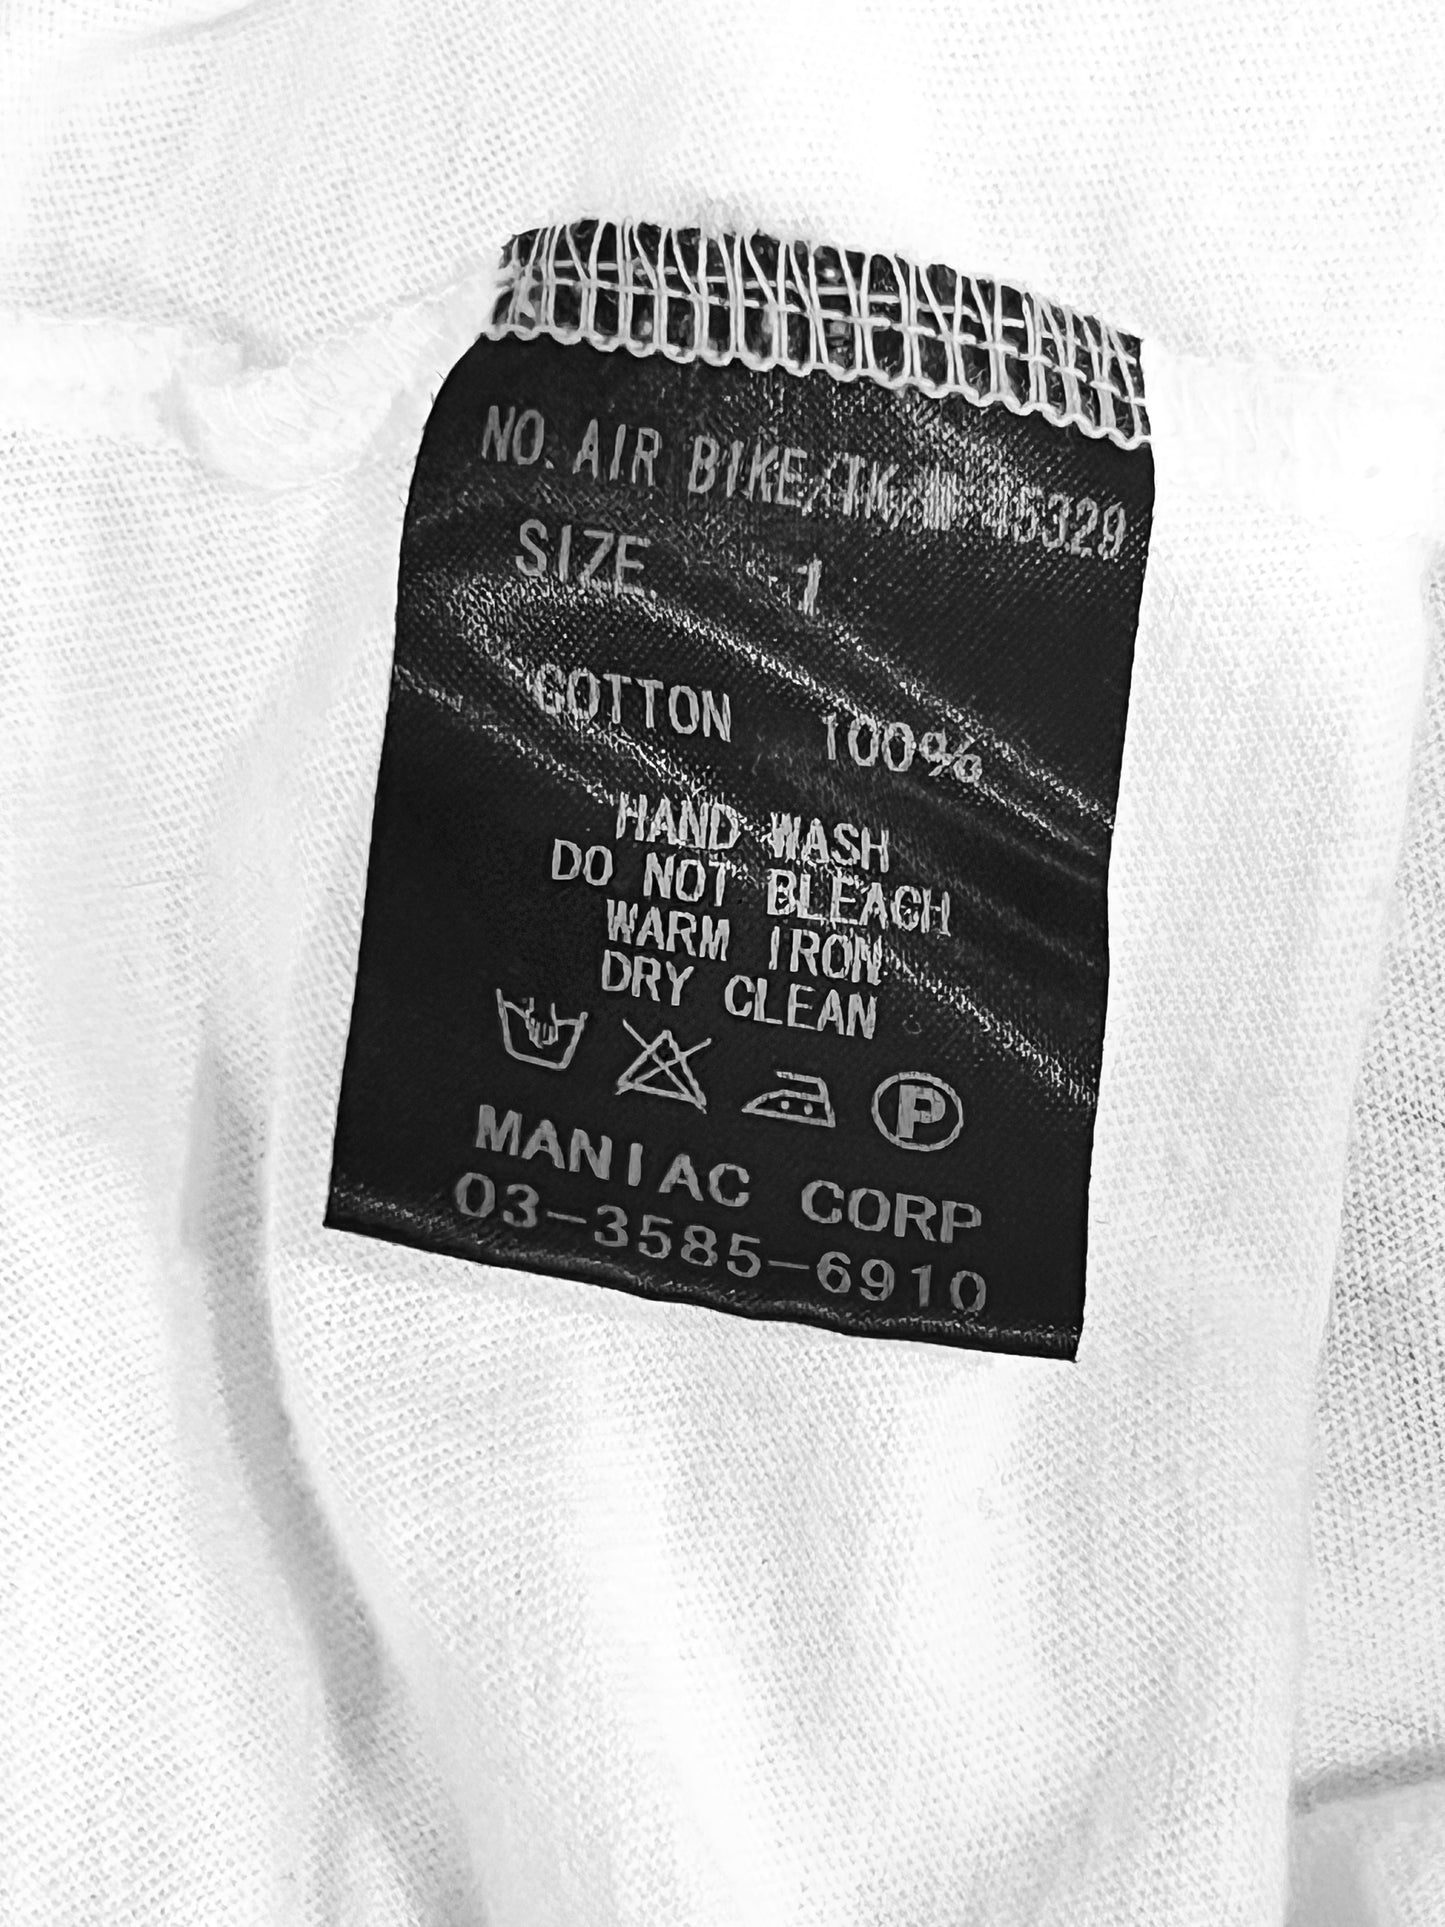 NO. AIR BIKE/TK 45329
SIZE. 1
COTTON 100%
HAND WASH
DO NOT BLEACH
WARM IRON
DRY CLEAN
P
MANIAC CORP
03-3585-6910